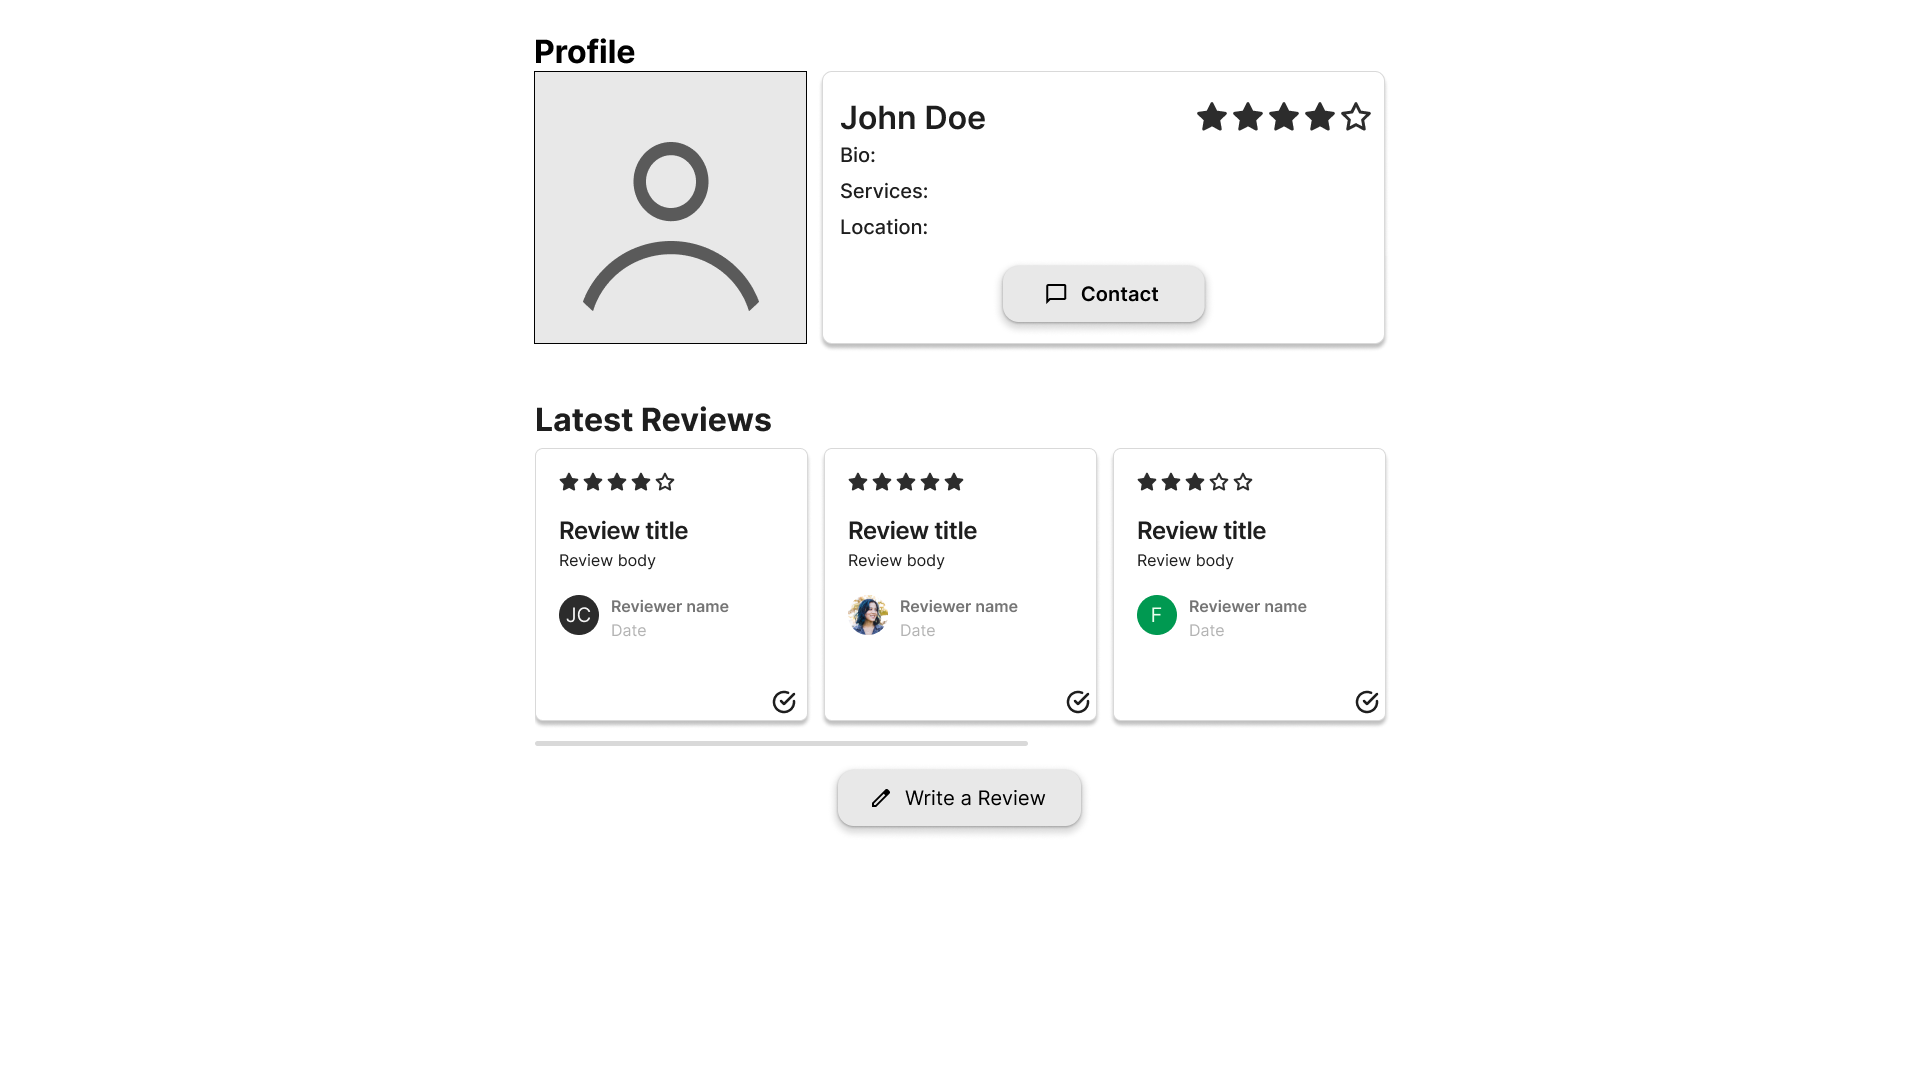 Profile
John Doe
Bio:
Services:
Location:
Contact
Latest Reviews
Review title
Review body
JC
Reviewer name
Date
Review title
Review body
Reviewer name
Date
Review title
Review body
F
Reviewer name
Date
Write a Review